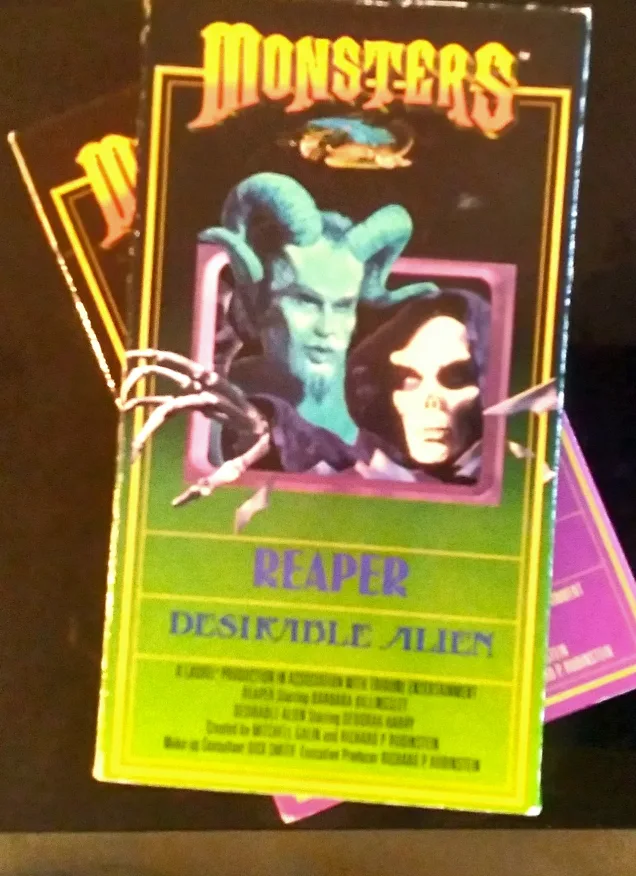 MONSTERS
M
REAPER
DESIRABLE ALIEN
A LAUREL PRODUCTION IN ASSOCIATION WITH TRIBUNE ENTERTAINMENT
REAPER Starring BARBARA BILLINGSLEY
DESIRABLE ALIEN Starring DEBORAH HARRY
Created by MITCHELL GALIN and RICHARD P. RUBINSTEIN
Make-up Consultant DICK SMITH Executive Producer RICHARD P. RUBINSTEIN
P. RUBINSTEIN